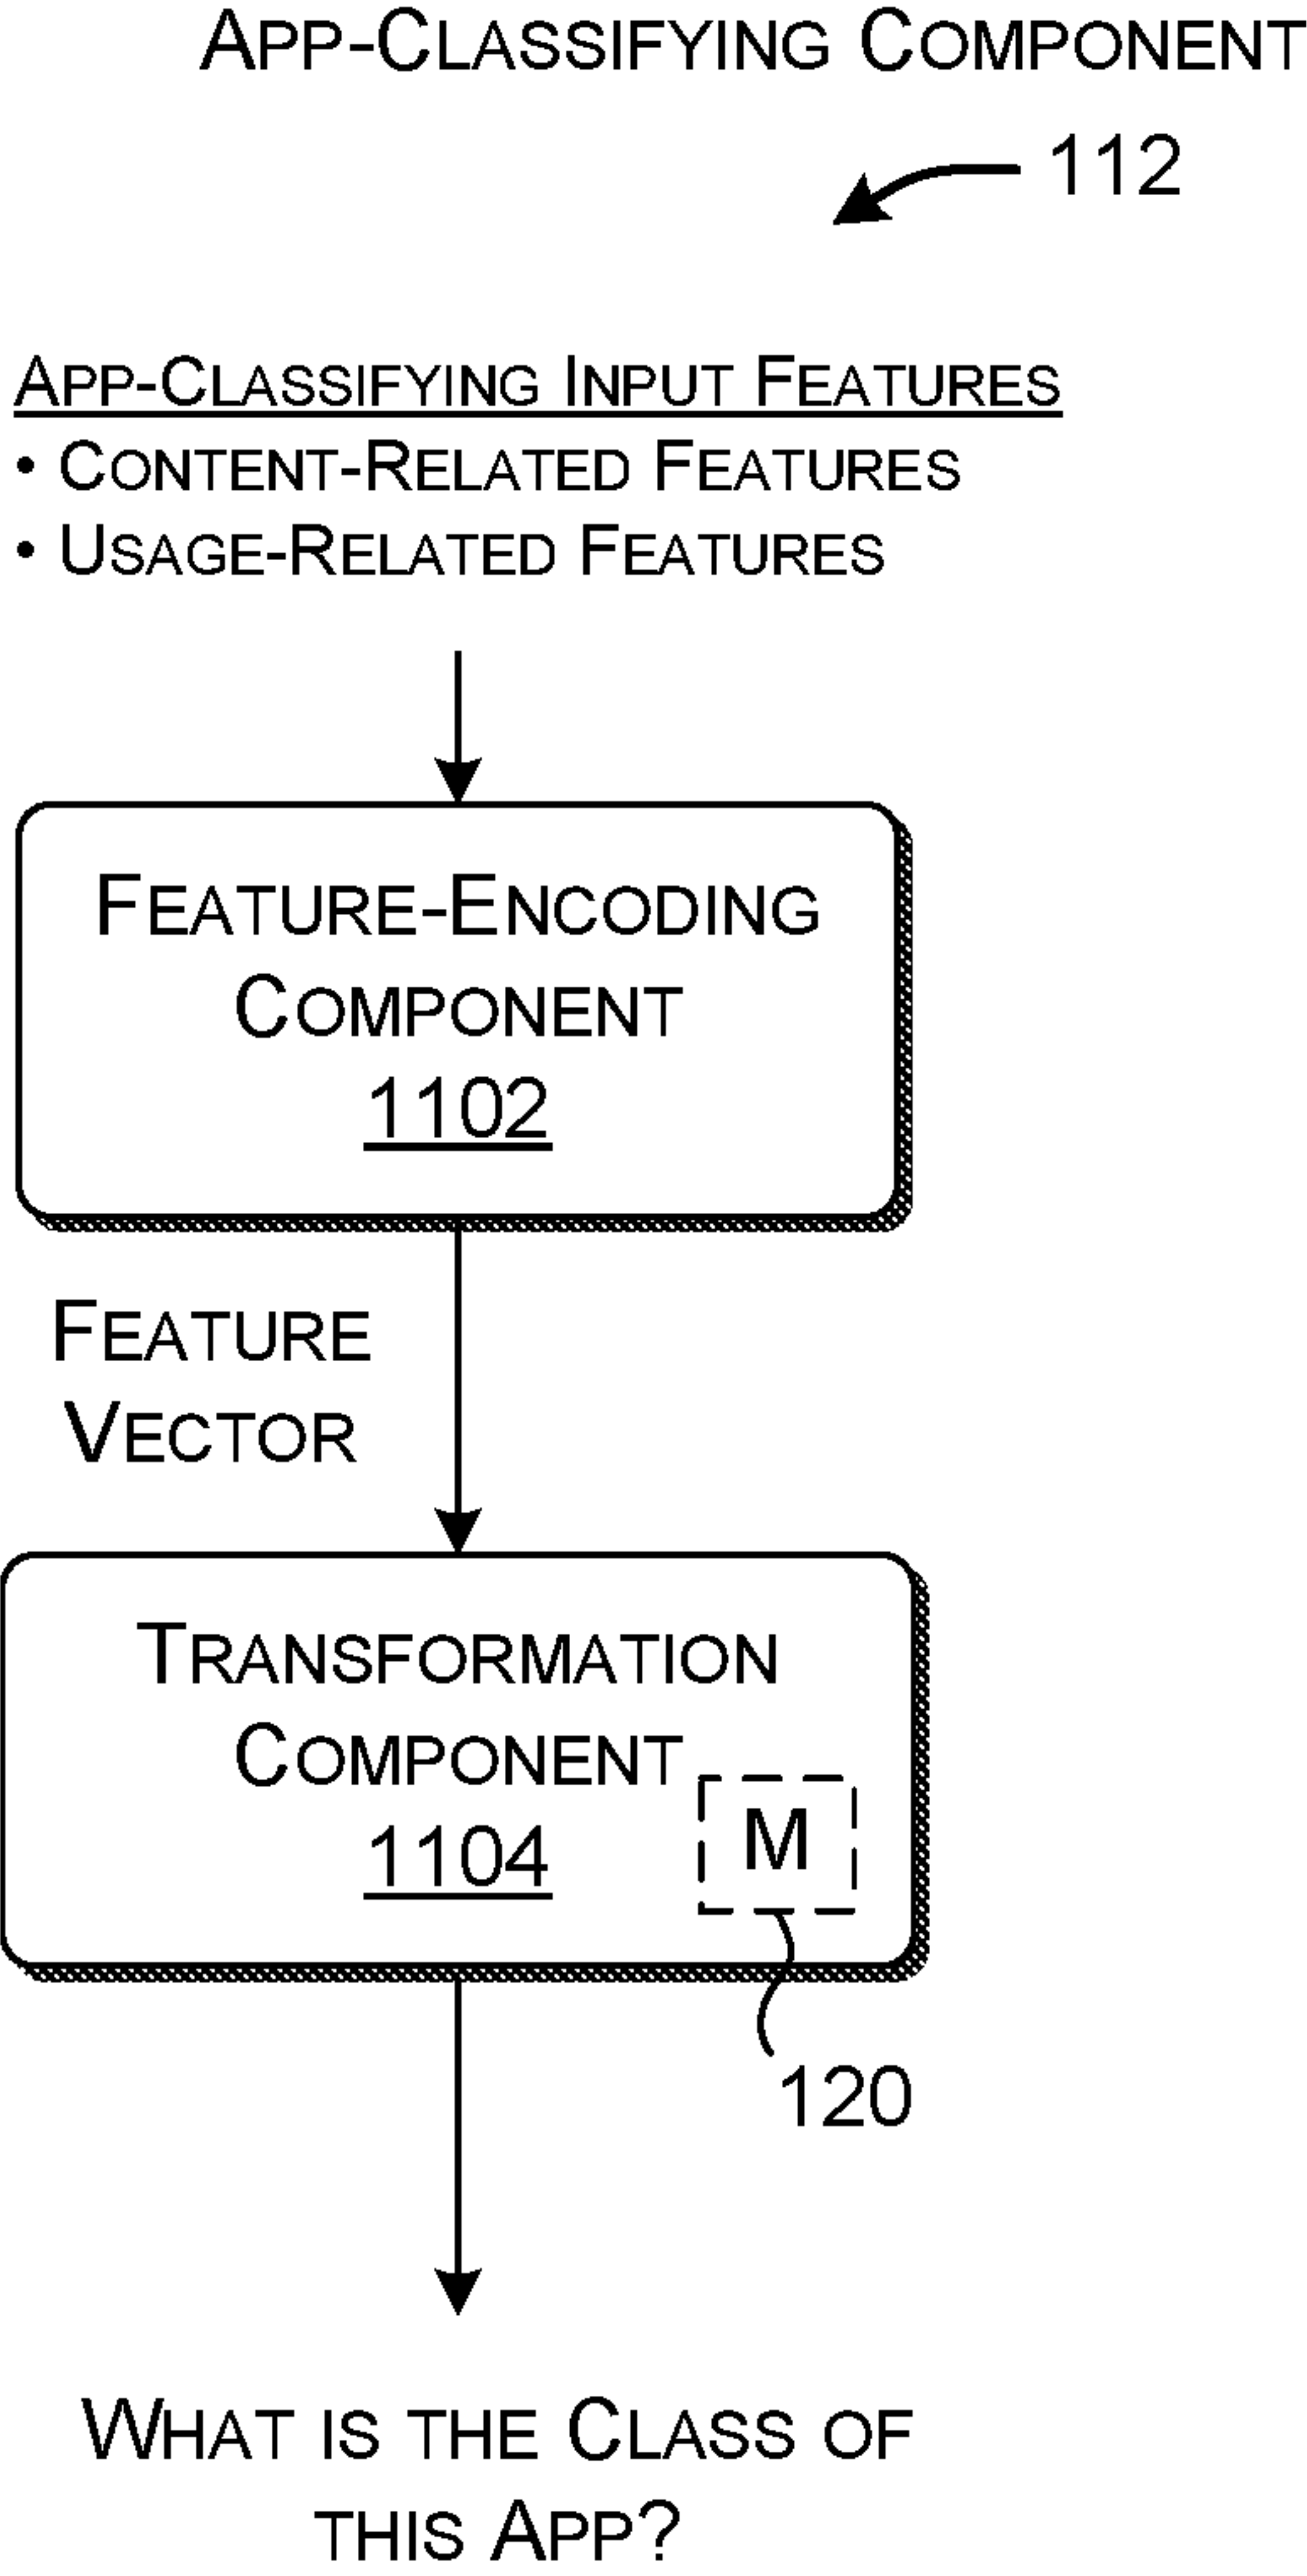 APP-CLASSIFYING COMPONENT
112
APP-CLASSIFYING INPUT FEATURES
• CONTENT-RELATED FEATURES
• USAGE-RELATED FEATURES
FEATURE-ENCODING
COMPONENT
1102
FEATURE
VECTOR
TRANSFORMATION
COMPONENT
1104
M
120
WHAT IS THE CLASS OF
THIS APP?